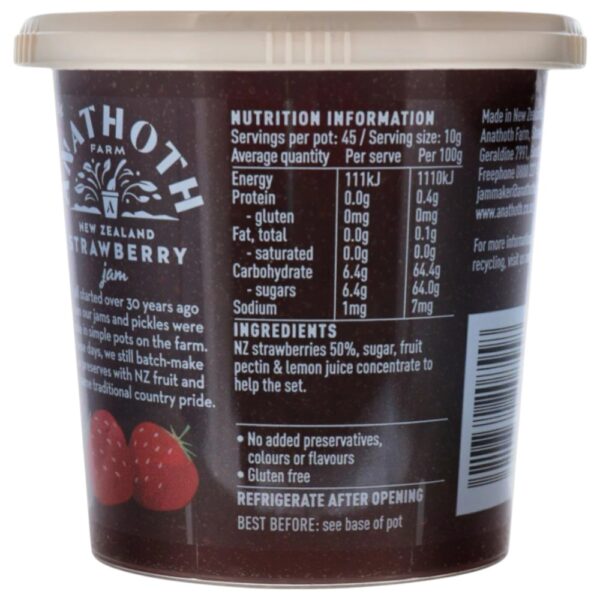 ANATHOTH
FARM
NEW ZEALAND
STRAWBERRY
jam
started over 30 years ago
our jams and pickles were
in simple pots on the farm.
days, we still batch-make
preserves with NZ fruit and
same traditional country pride.
NUTRITION INFORMATION
Servings per pot: 45 / Serving size: 10g
Average quantity Per serve Per 100g
Energy 111kJ 1110kJ
Protein 0.0g 0.4g
- gluten 0mg 0mg
Fat, total 0.0g 0.1g
- saturated 0.0g 0.0g
Carbohydrate 6.4g 64.4g
- sugars 6.4g 64.0g
Sodium 1mg 7mg
INGREDIENTS
NZ strawberries 50%, sugar, fruit
pectin & lemon juice concentrate to
help the set.
• No added preservatives,
colours or flavours
• Gluten free
REFRIGERATE AFTER OPENING
BEST BEFORE: see base of pot
Made in New
Anathoth Farm,
Geraldine 7991,
Freephone 0800
www.anathoth.co
For more
recycling, visit